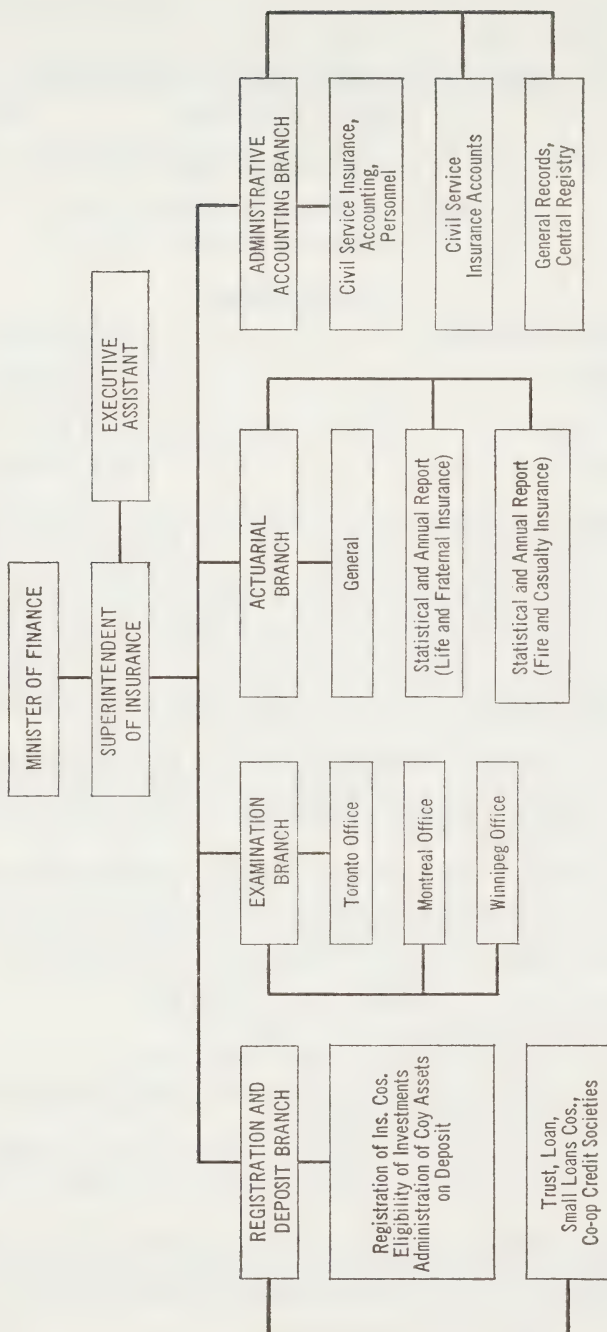 MINISTER OF FINANCE
SUPERINTENDENT
OF INSURANCE
EXECUTIVE
ASSISTANT
REGISTRATION AND
DEPOSIT BRANCH
Registration of Ins. Cos.
Eligibility of Investments
Administration of Coy Assets
on Deposit
Trust, Loan,
Small Loans Cos.,
Co-op Credit Societies
EXAMINATION
BRANCH
Toronto Office
Montreal Office
Winnipeg Office
ACTUARIAL
BRANCH
General
Statistical and Annual Report
(Life and Fraternal Insurance)
Statistical and Annual Report
(Fire and Casualty Insurance)
ADMINISTRATIVE
ACCOUNTING BRANCH
Civil Service Insurance,
Accounting,
Personnel
Civil Service
Insurance Accounts
General Records,
Central Registry